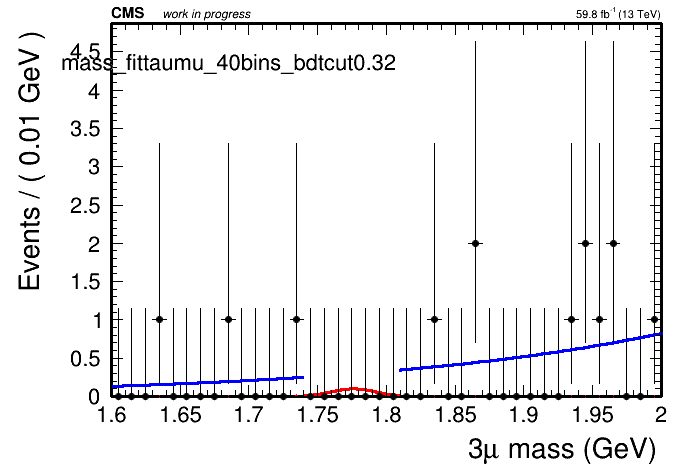 CMS work in progress 59.8 fb⁻¹ (13 TeV)
mass_fittaumu_40bins_bdtcut0.32
Events / ( 0.01 GeV )
4.5
4
3.5
3
2.5
2
1.5
1
0.5
0
1.6 1.65 1.7 1.75 1.8 1.85 1.9 1.95 2
3μ mass (GeV)